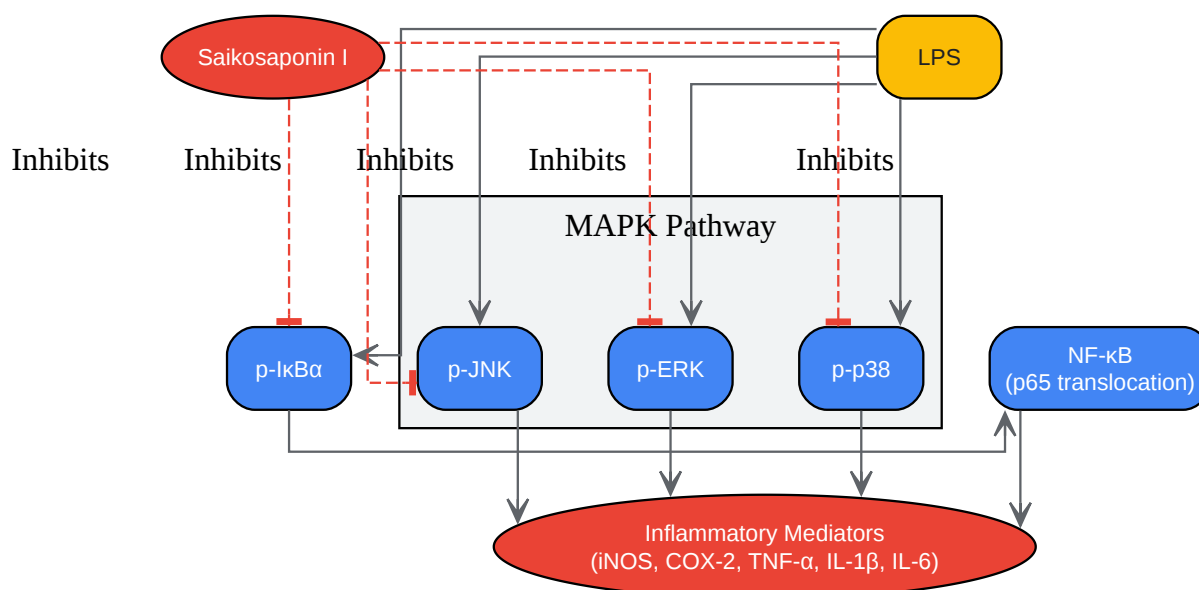 Saikosaponin I
LPS
Inhibits
Inhibits
Inhibits
Inhibits
Inhibits
MAPK Pathway
p-IκBα
p-JNK
p-ERK
p-p38
NF-κB
(p65 translocation)
Inflammatory Mediators
(iNOS, COX-2, TNF-α, IL-1β, IL-6)